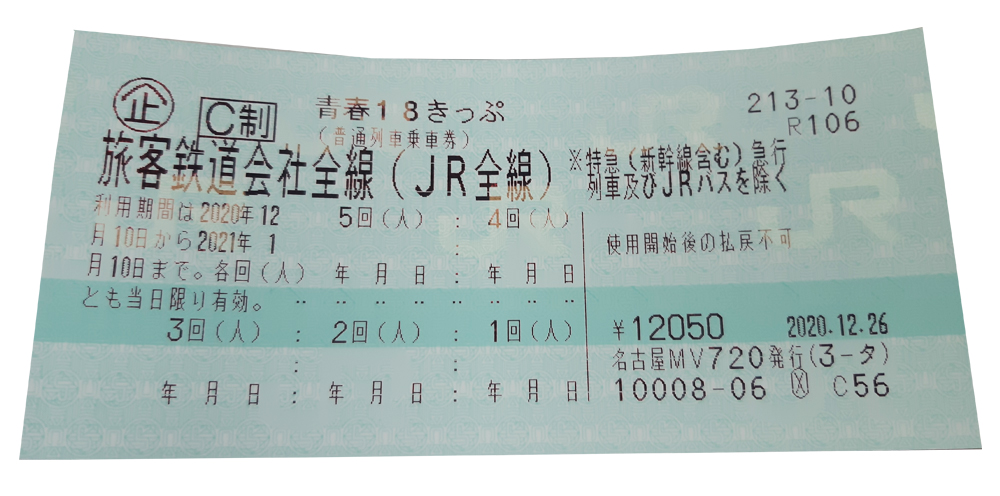 企 C制 青春18きっぷ 213-10
(普通列車乗車券) R106
旅客鉄道会社全線(JR全線) ※特急(新幹線含む)急行
列車及びJRバスを除く
利用期間は2020年12
月10日から2021年 1
月10日まで。各回(人)
とも当日限り有効。
5回(人) : 4回(人)
年 月 日 : 年 月 日
3回(人) : 2回(人) : 1回(人)
年 月 日 : 年 月 日 : 年 月 日
使用開始後の払戻不可
¥12050 2020.12.26
名古屋MV720発行(3-タ)
10008-06 X C56
JR
JR